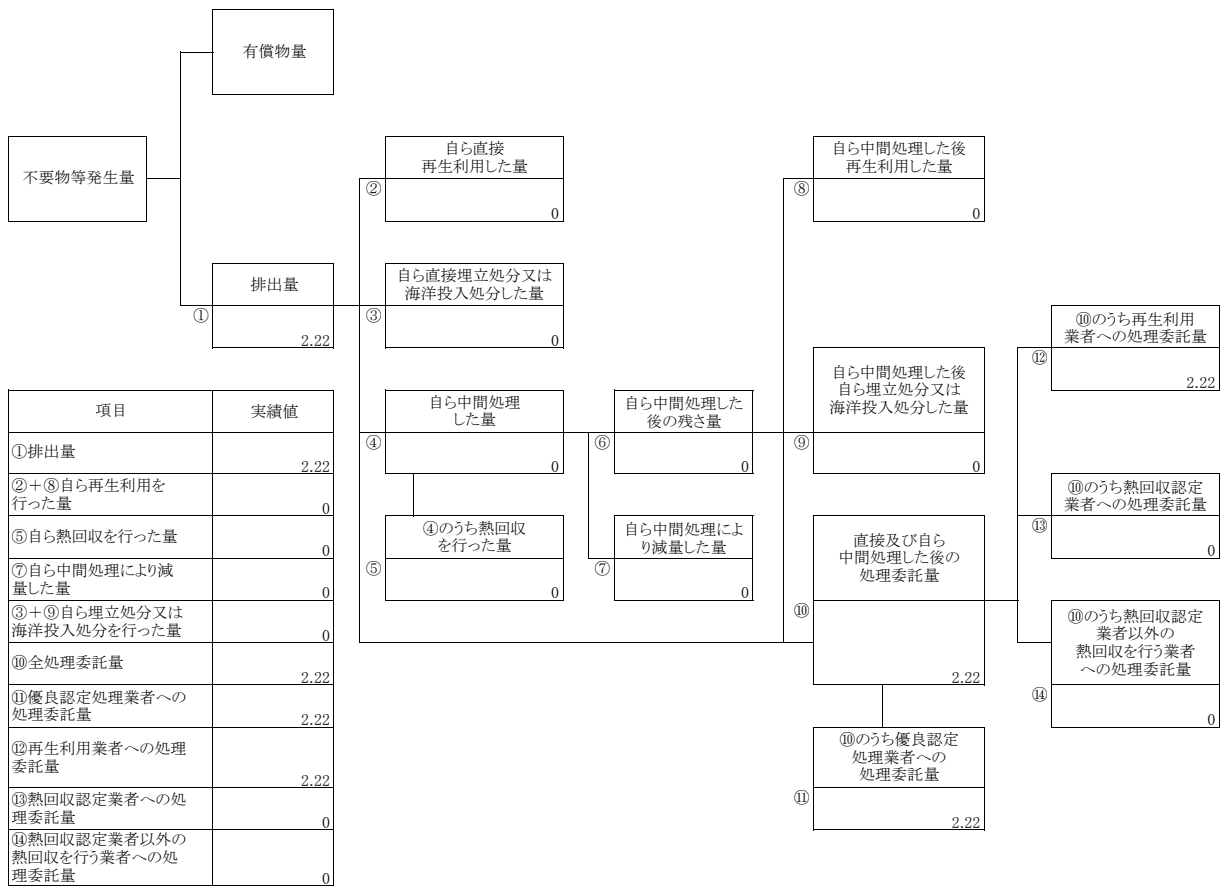 有償物量
不要物等発生量
排出量
①
2.22
自ら直接
再生利用した量
②
0
自ら直接埋立処分又は
海洋投入処分した量
③
0
自ら中間処理
した量
④
0
④のうち熱回収
を行った量
⑤
0
自ら中間処理した
後の残さ量
⑥
0
自ら中間処理によ
り減量した量
⑦
0
自ら中間処理した後
再生利用した量
⑧
0
自ら中間処理した後
自ら埋立処分又は
海洋投入処分した量
⑨
0
直接及び自ら
中間処理した後の
処理委託量
⑩
2.22
⑩のうち優良認定
処理業者への
処理委託量
⑪
2.22
⑩のうち再生利用
業者への処理委託量
⑫
2.22
⑩のうち熱回収認定
業者への処理委託量
⑬
0
⑩のうち熱回収認定
業者以外の
熱回収を行う業者
への処理委託量
⑭
0
項目 実績値
①排出量
2.22
②＋⑧自ら再生利用を
行った量
0
⑤自ら熱回収を行った量
0
⑦自ら中間処理により減
量した量
0
③＋⑨自ら埋立処分又は
海洋投入処分を行った量
0
⑩全処理委託量
2.22
⑪優良認定処理業者への
処理委託量
2.22
⑫再生利用業者への処理
委託量
2.22
⑬熱回収認定業者への処
理委託量
0
⑭熱回収認定業者以外の
熱回収を行う業者への処
理委託量
0